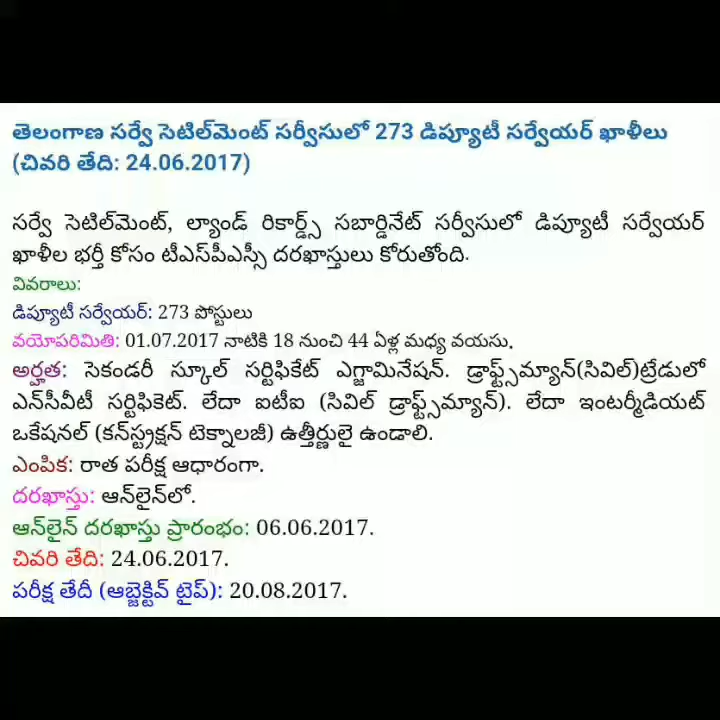 తెలంగాణ సర్వే సెటిల్‌మెంట్ సర్వీసులో 273 డిప్యూటీ సర్వేయర్ ఖాళీలు
(చివరి తేది: 24.06.2017)
సర్వే సెటిల్‌మెంట్, ల్యాండ్ రికార్డ్స్ సబార్డినేట్ సర్వీసులో డిప్యూటీ సర్వేయర్
ఖాళీల భర్తీ కోసం టీఎస్‌పీఎస్సీ దరఖాస్తులు కోరుతోంది.
వివరాలు:
డిప్యూటీ సర్వేయర్: 273 పోస్టులు
వయోపరిమితి: 01.07.2017 నాటికి 18 నుంచి 44 ఏళ్ల మధ్య వయసు.
అర్హత: సెకండరీ స్కూల్ సర్టిఫికేట్ ఎగ్జామినేషన్. డ్రాఫ్ట్స్‌మ్యాన్(సివిల్)ట్రేడులో
ఎన్‌సీవీటీ సర్టిఫికెట్. లేదా ఐటీఐ (సివిల్ డ్రాఫ్ట్స్‌మ్యాన్). లేదా ఇంటర్మీడియట్
ఒకేషనల్ (కన్‌స్ట్రక్షన్ టెక్నాలజీ) ఉత్తీర్ణులై ఉండాలి.
ఎంపిక: రాత పరీక్ష ఆధారంగా.
దరఖాస్తు: ఆన్‌లైన్‌లో.
ఆన్‌లైన్ దరఖాస్తు ప్రారంభం: 06.06.2017.
చివరి తేది: 24.06.2017.
పరీక్ష తేదీ (ఆబ్జెక్టివ్ టైప్): 20.08.2017.